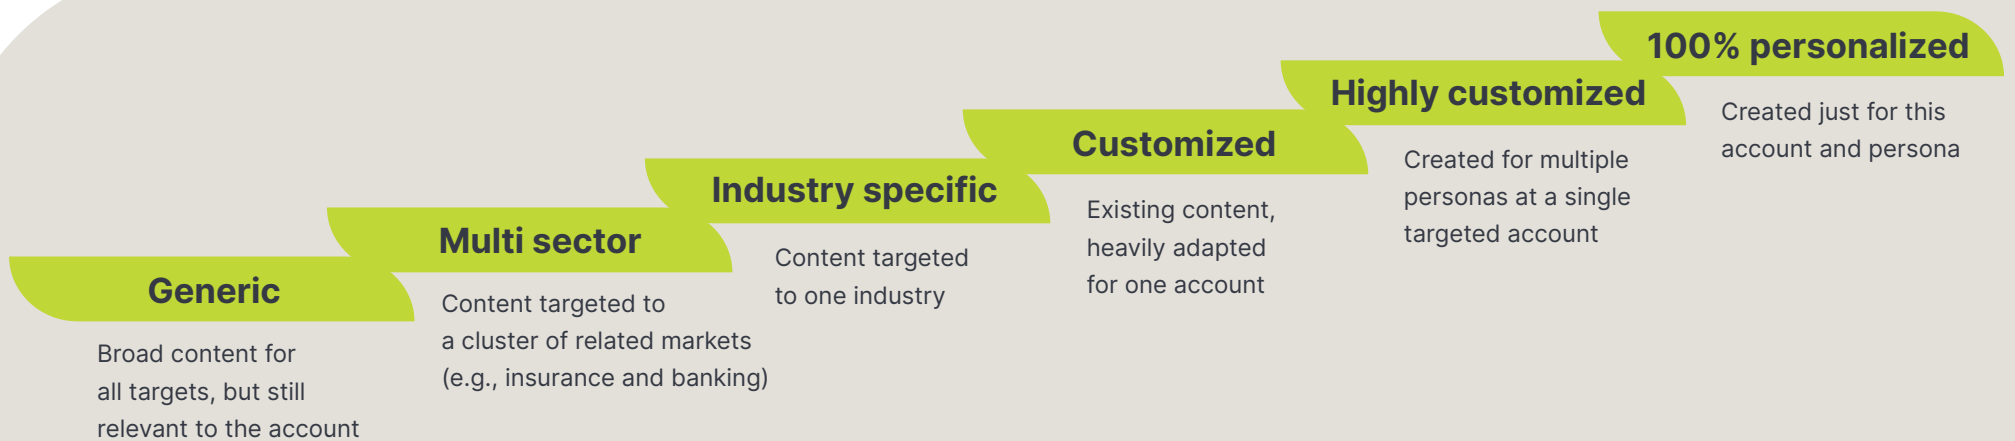 Generic
Broad content for
all targets, but still
relevant to the account
Multi sector
Content targeted to
a cluster of related markets
(e.g., insurance and banking)
Industry specific
Content targeted
to one industry
Customized
Existing content,
heavily adapted
for one account
Highly customized
Created for multiple
personas at a single
targeted account
100% personalized
Created just for this
account and persona